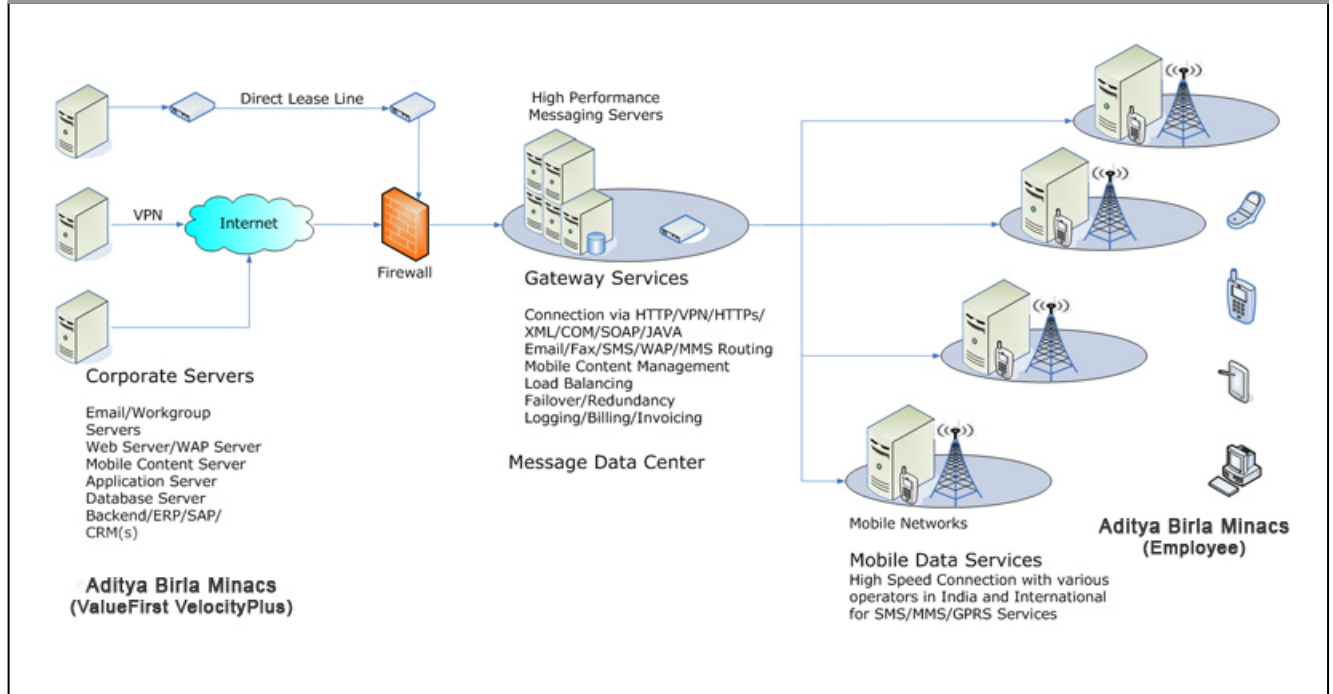 Direct Lease Line
VPN
Internet
Firewall
Corporate Servers
Email/Workgroup
Servers
Web Server/WAP Server
Mobile Content Server
Application Server
Database Server
Backend/ERP/SAP/
CRM(s)
Aditya Birla Minacs
(ValueFirst VelocityPlus)
High Performance
Messaging Servers
Gateway Services
Connection via HTTP/VPN/HTTPs/
XML/COM/SOAP/JAVA
Email/Fax/SMS/WAP/MMS Routing
Mobile Content Management
Load Balancing
Failover/Redundancy
Logging/Billing/Invoicing
Message Data Center
Mobile Networks
Mobile Data Services
High Speed Connection with various
operators in India and International
for SMS/MMS/GPRS Services
Aditya Birla Minacs
(Employee)